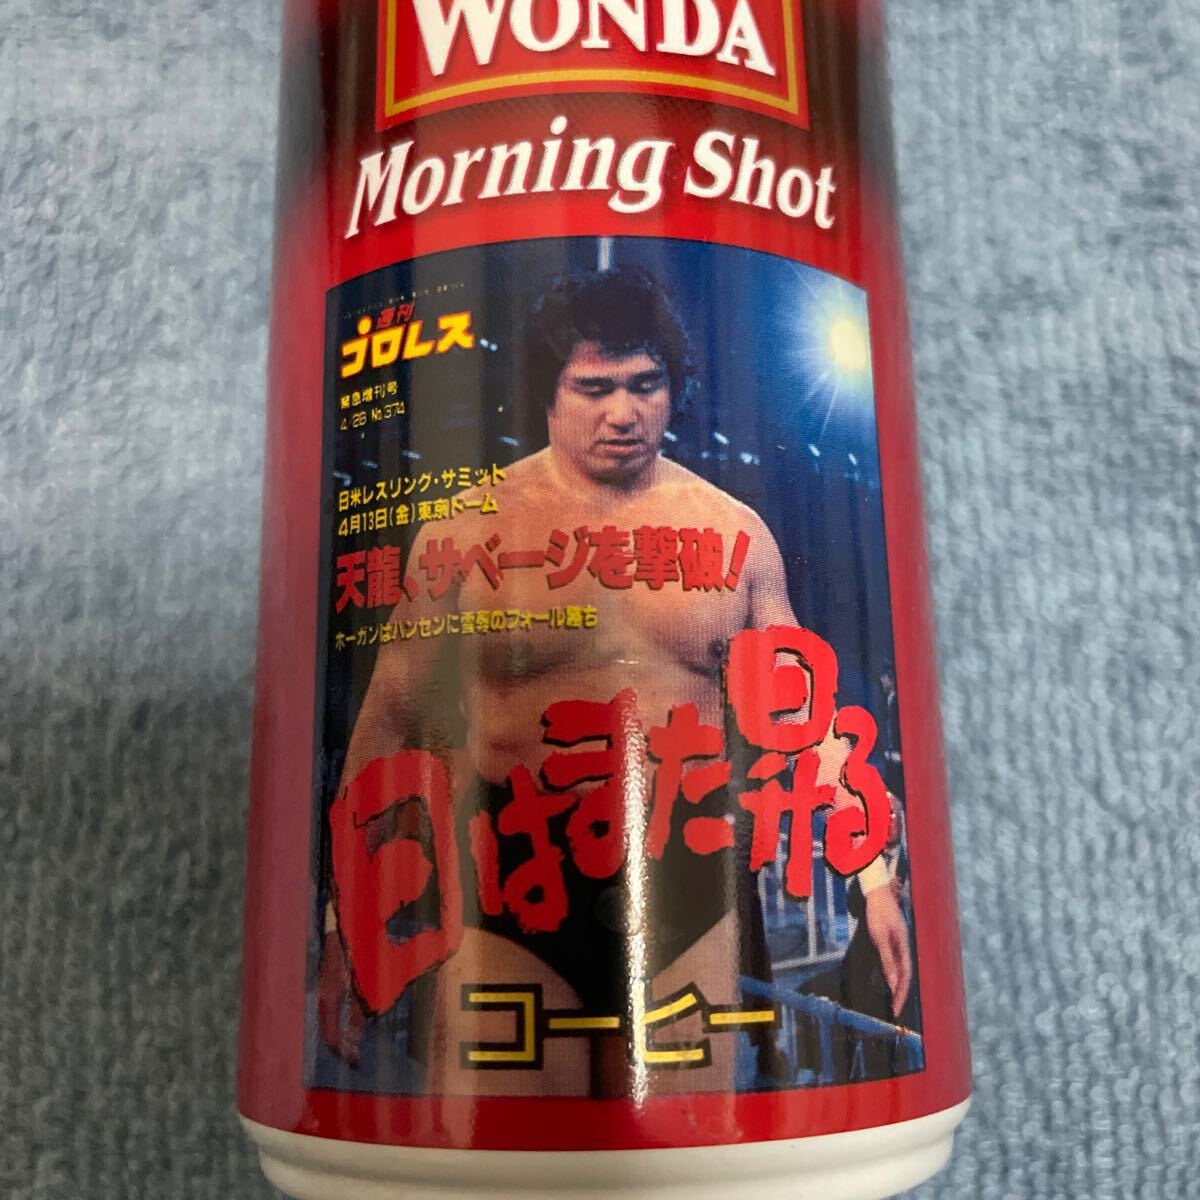 WONDA
Morning Shot
週刊
プロレス
緊急増刊号
4/28 No.374
日米レスリング・サミット
4月13日(金)東京ドーム
天龍、サベージを撃破!
ホーガンはハンセンに雪辱のフォール勝ち
日はまた昇る
コーヒー